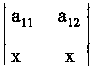 a₁₁ a₁₂
x x